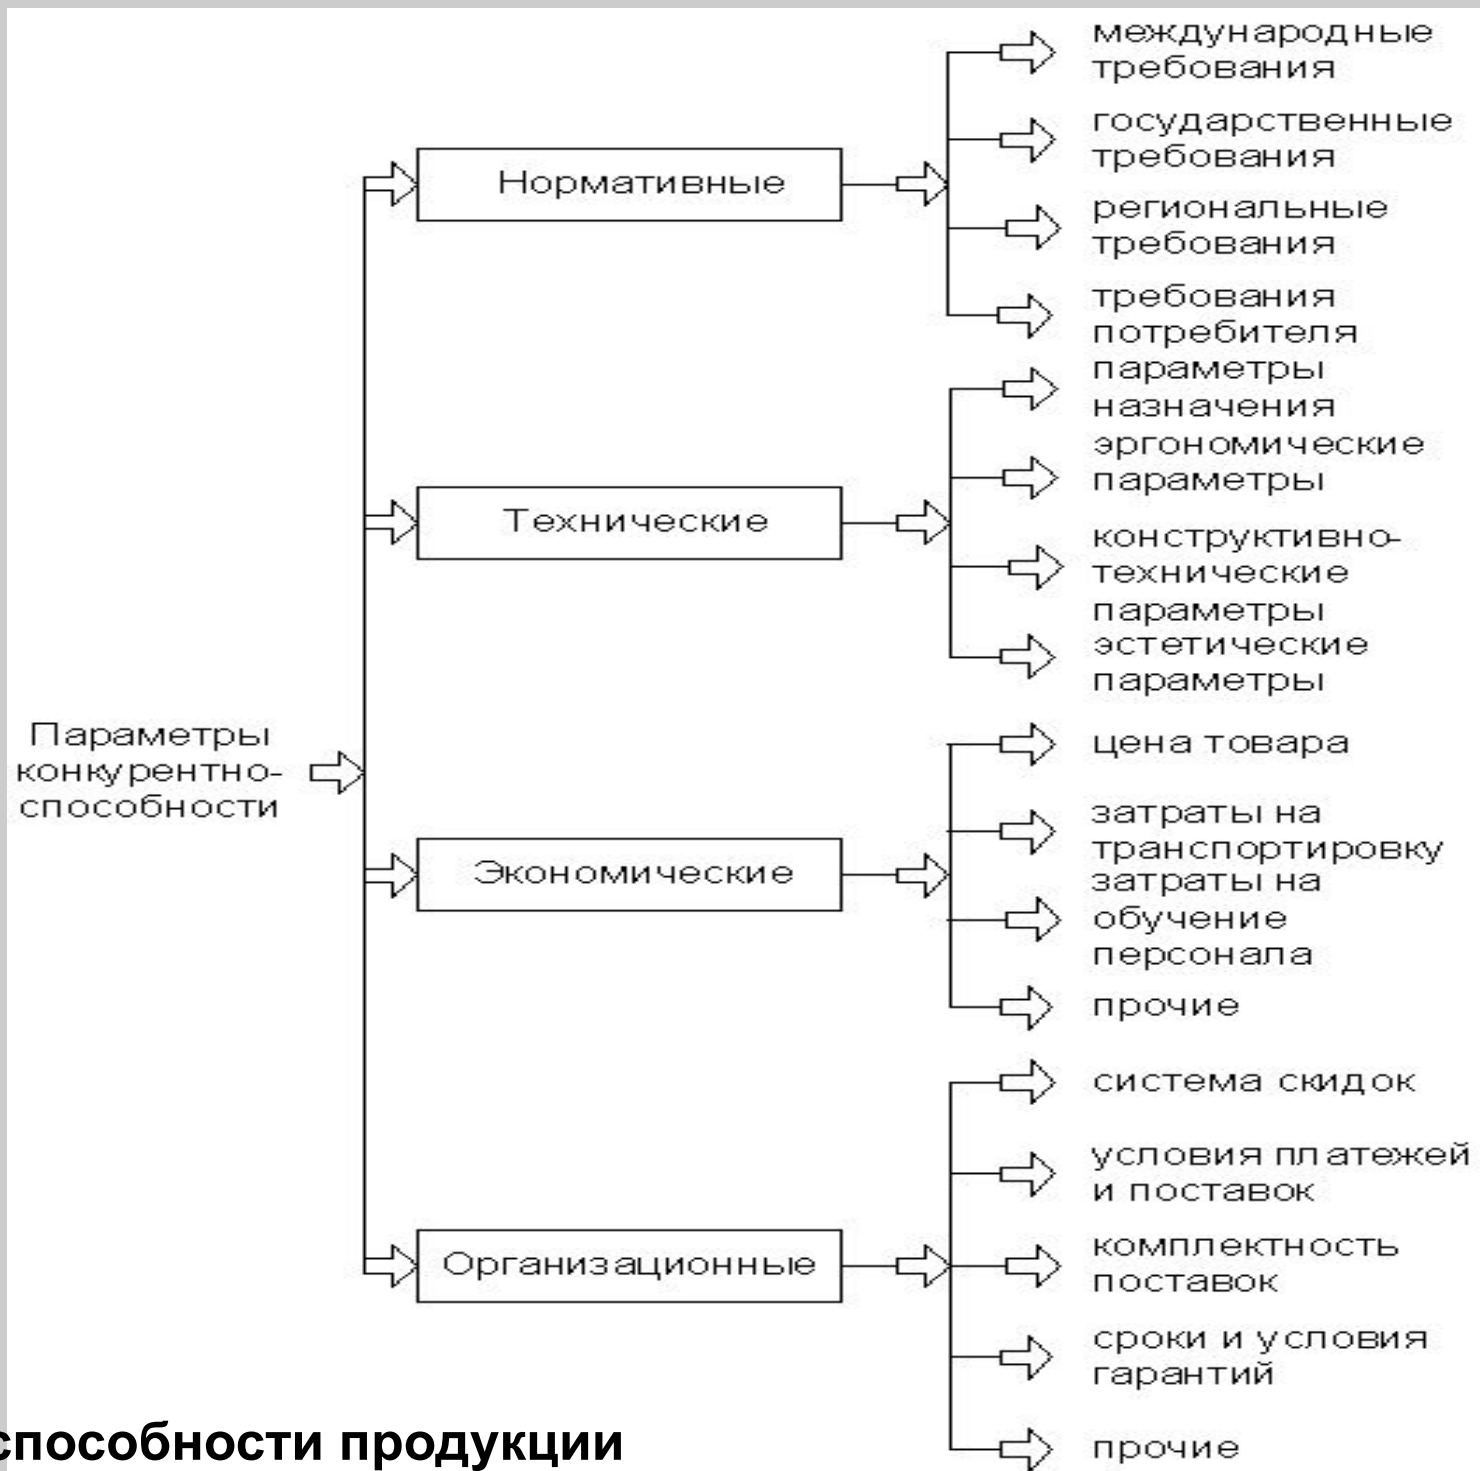 Параметры
конкурентно-
способности
Нормативные
международные
требования
государственные
требования
региональные
требования
требования
потребителя
Технические
параметры
назначения
эргономические
параметры
конструктивно-
технические
параметры
эстетические
параметры
Экономические
цена товара
затраты на
транспортировку
затраты на
обучение
персонала
прочие
Организационные
система скидок
условия платежей
и поставок
комплектность
поставок
сроки и условия
гарантий
прочие
способности продукции